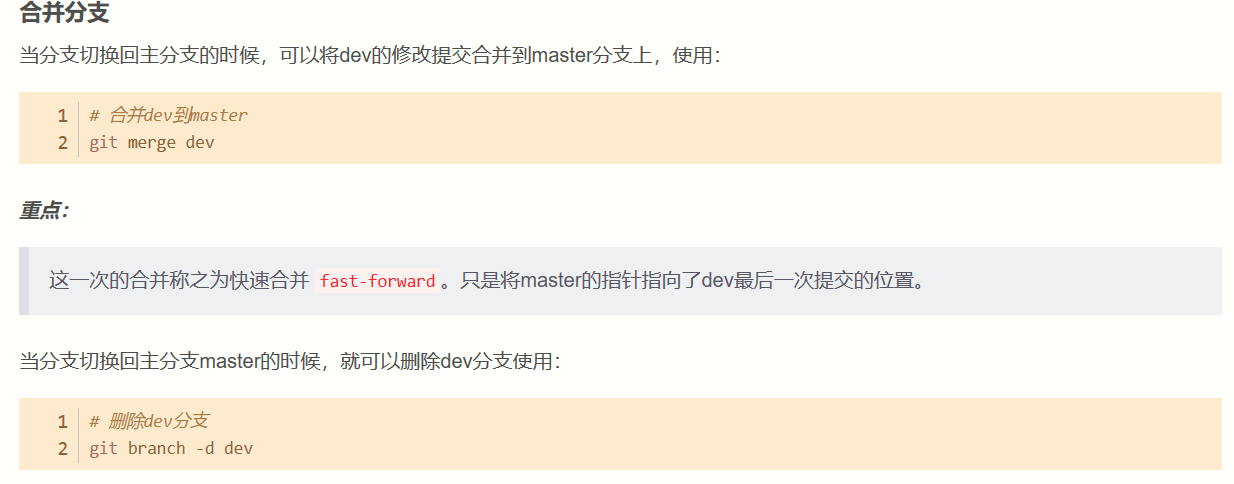 合并分支
当分支切换回主分支的时候，可以将dev的修改提交合并到master分支上，使用：
1 # 合并dev到master
2 git merge dev
重点：
这一次的合并称之为快速合并 fast-forward。只是将master的指针指向了dev最后一次提交的位置。
当分支切换回主分支master的时候，就可以删除dev分支使用：
1 # 删除dev分支
2 git branch -d dev